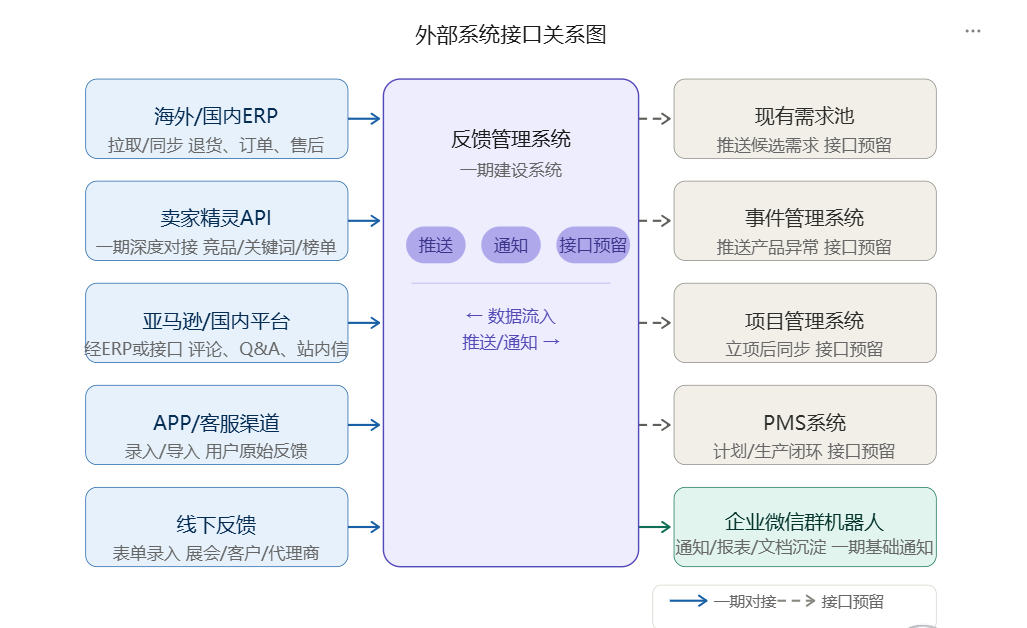 外部系统接口关系图
...
海外/国内ERP
拉取/同步 退货、订单、售后
卖家精灵API
一期深度对接 竞品/关键词/榜单
亚马逊/国内平台
经ERP或接口 评论、Q&A、站内信
APP/客服渠道
录入/导入 用户原始反馈
线下反馈
表单录入 展会/客户/代理商
反馈管理系统
一期建设系统
推送 通知 接口预留
← 数据流入
推送/通知 →
现有需求池
推送候选需求 接口预留
事件管理系统
推送产品异常 接口预留
项目管理系统
立项后同步 接口预留
PMS系统
计划/生产闭环 接口预留
企业微信群机器人
通知/报表/文档沉淀 一期基础通知
一期对接 接口预留